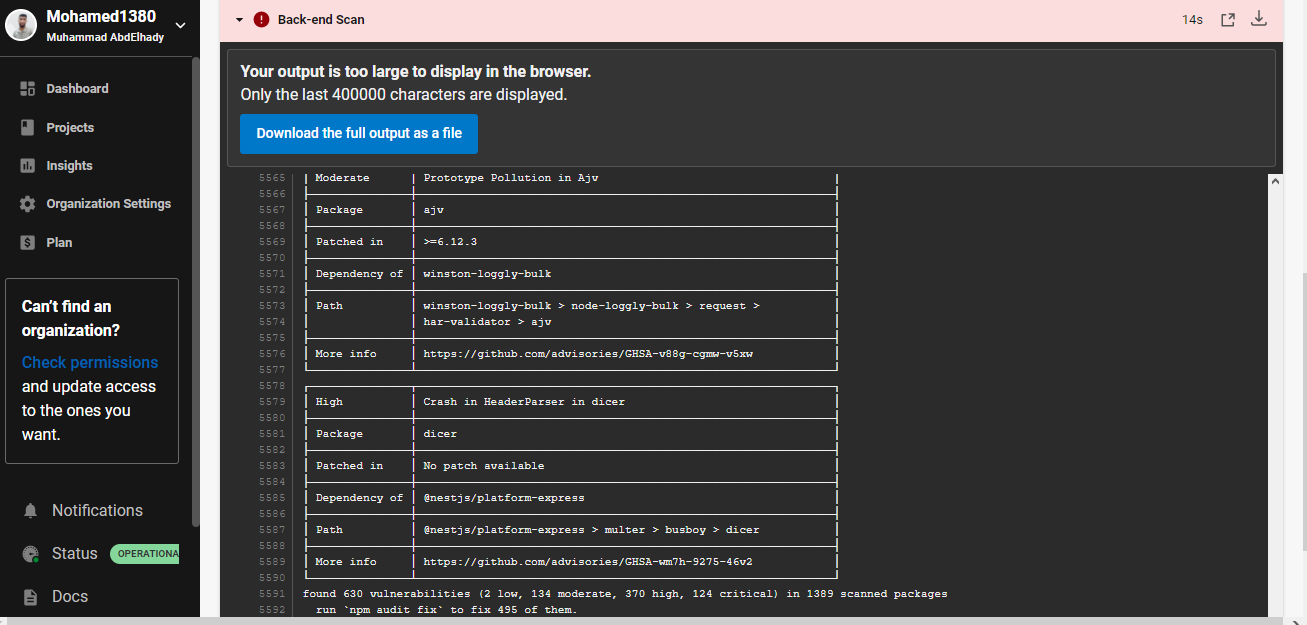 Mohamed1380
Muhammad AbdElhady
Dashboard
Projects
Insights
Organization Settings
Plan
Can't find an
organization?
Check permissions
and update access
to the ones you
want.
Notifications
Status OPERATIONA
Docs
Back-end Scan 14s
Your output is too large to display in the browser.
Only the last 400000 characters are displayed.
Download the full output as a file
5565 | Moderate | Prototype Pollution in Ajv |
5566
5567 | Package | ajv |
5568
5569 | Patched in | >=6.12.3 |
5570
5571 | Dependency of | winston-loggly-bulk |
5572
5573 | Path | winston-loggly-bulk > node-loggly-bulk > request > |
5574 | | har-validator > ajv |
5575
5576 | More info | https://github.com/advisories/GHSA-v88g-cgmw-v5xw |
5577
5578
5579 | High | Crash in HeaderParser in dicer |
5580
5581 | Package | dicer |
5582
5583 | Patched in | No patch available |
5584
5585 | Dependency of | @nestjs/platform-express |
5586
5587 | Path | @nestjs/platform-express > multer > busboy > dicer |
5588
5589 | More info | https://github.com/advisories/GHSA-wm7h-9275-46v2 |
5590
5591 found 630 vulnerabilities (2 low, 134 moderate, 370 high, 124 critical) in 1389 scanned packages
5592 run `npm audit fix` to fix 495 of them.